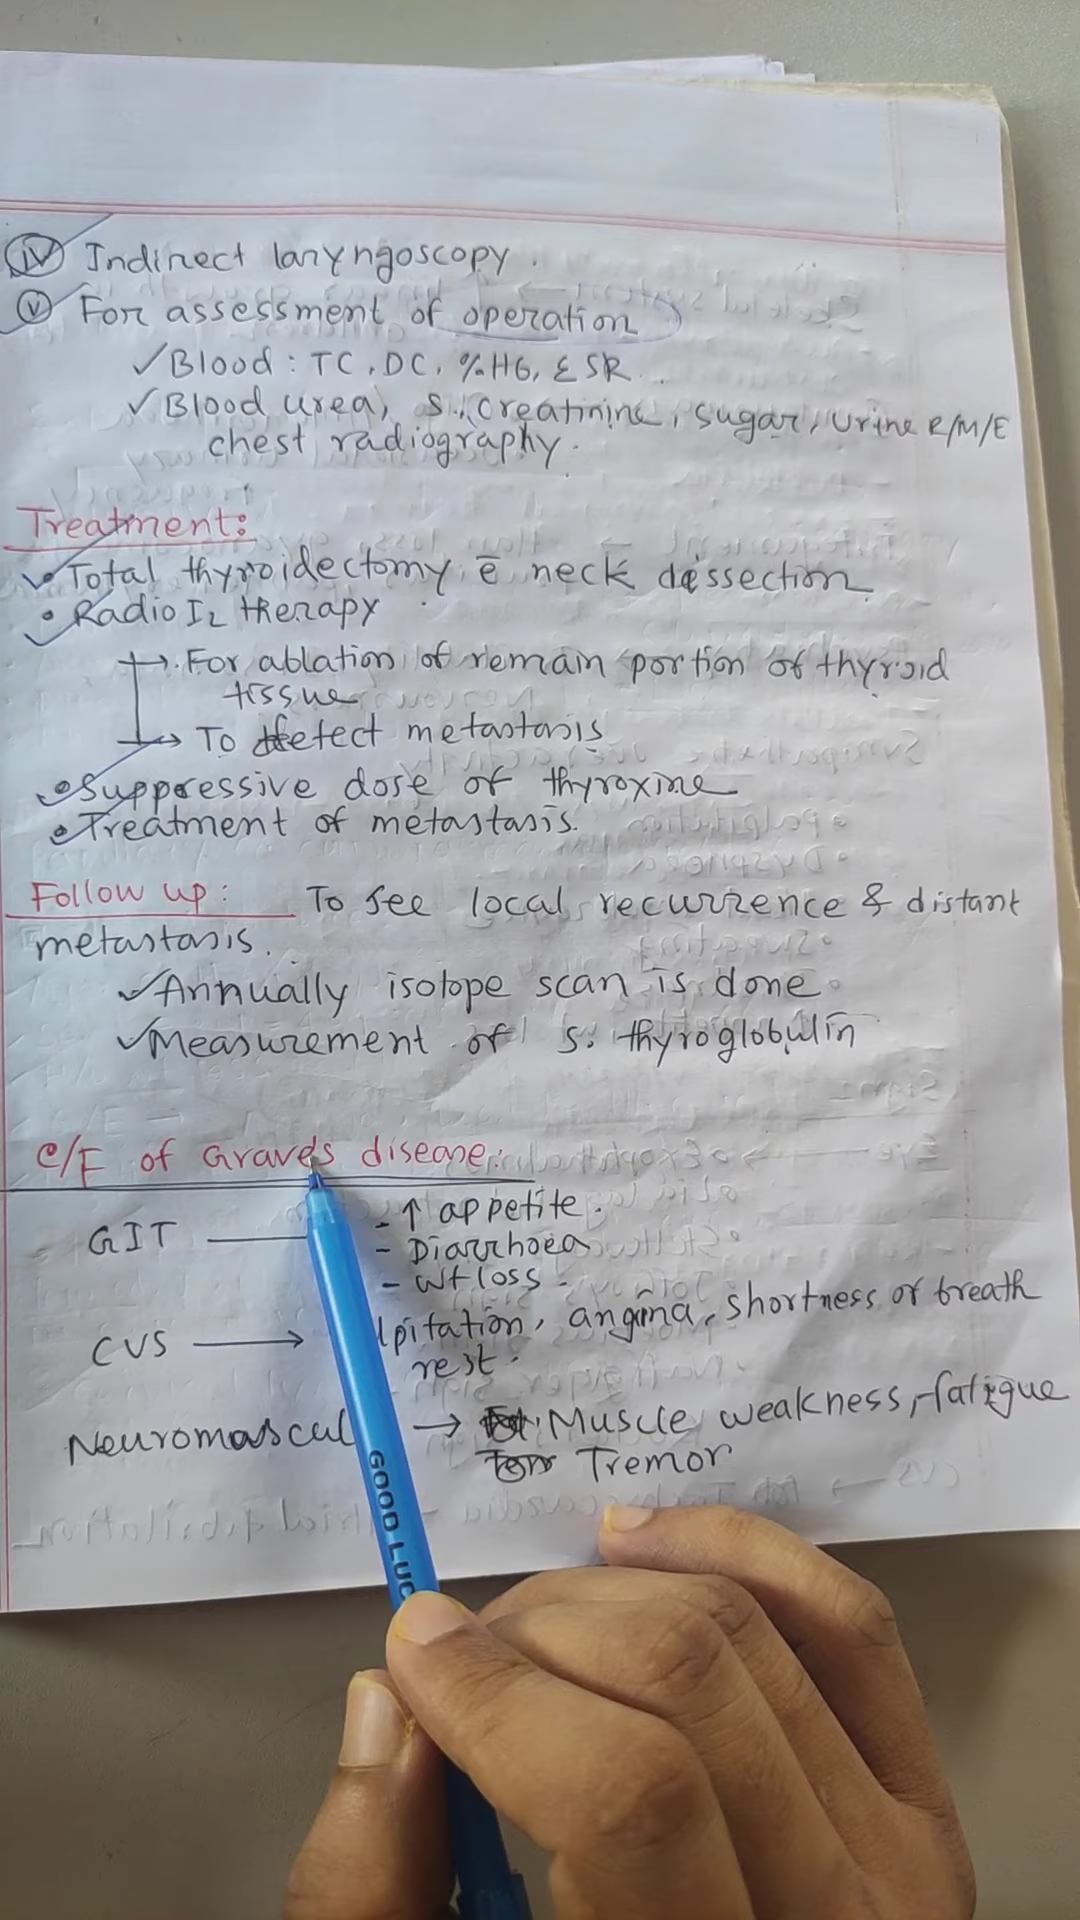 iv Indirect laryngoscopy.
v For assessment of operation
✓Blood: TC, DC, %HG, ESR
✓Blood urea, s. Creatinine, sugar, urine R/M/E
chest radiography.
Treatment:
• Total thyroidectomy c̄ neck dissection
• Radio I2 therapy
→ For ablation of remain portion of thyroid
tissue
→ To detect metastasis
• Suppressive dose of thyroxine
• Treatment of metastasis.
Follow up: To see local recurrence & distant
metastasis.
✓Annually isotope scan is done
✓Measurement of s. thyroglobulin
C/F of Graves disease:
GIT - ↑ appetite.
- Diarrhoea
- wt loss.
CVS → lpitation, angina, shortness of breath
rest.
Neuromascul → Muscle weakness, fatigue
Tremor
GOOD LUC